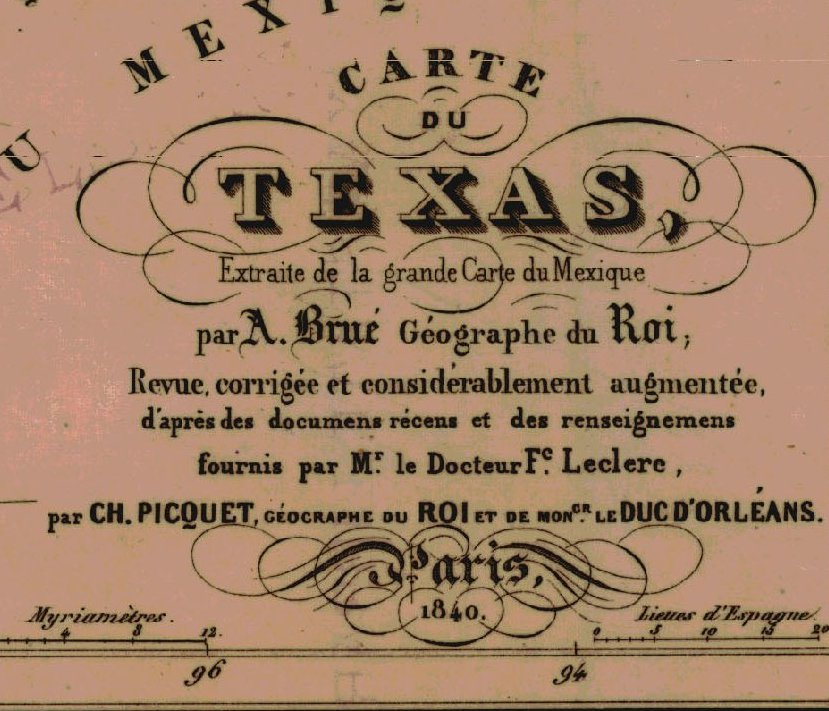 U MEXIQ
CARTE
DU
TEXAS,
Extraite de la grande Carte du Mexique
par A. Brué Géographe du Roi;
Revue, corrigée et considérablement augmentée,
d'après des documens récens et des renseignemens
fournis par Mr. le Docteur Fc. Leclerc,
par CH. PICQUET, GÉOGRAPHE DU ROI ET DE MONGR. LE DUC D'ORLÉANS.
Paris,
1840.
Myriamètres.
4 8 12.
Lieues d'Espagne
0 5 10 15 20
96 94